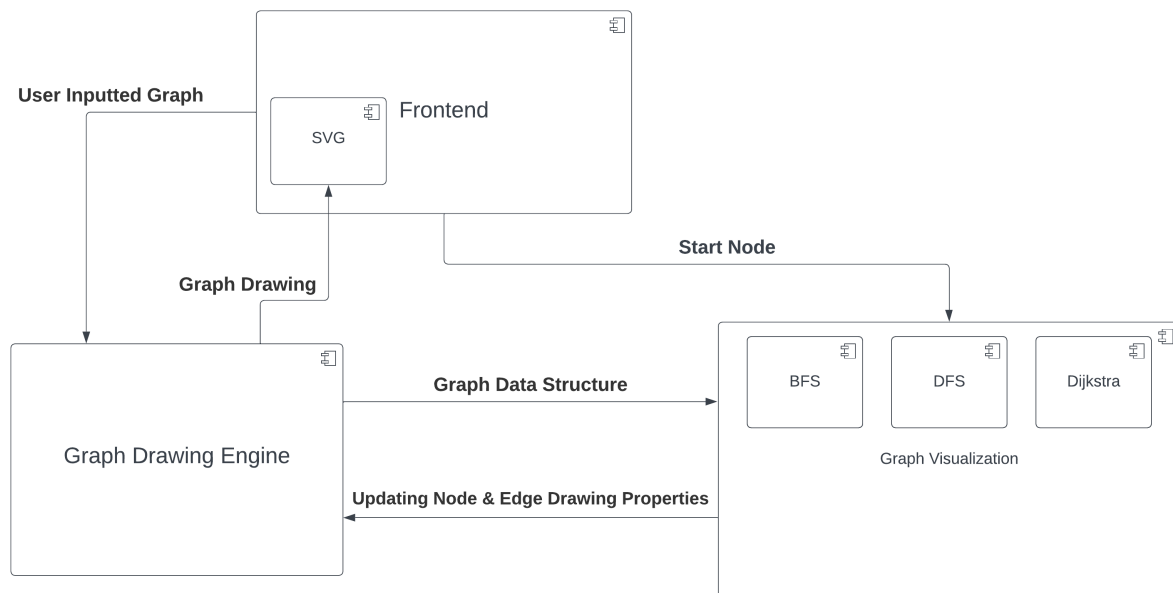 User Inputted Graph
Frontend
SVG
Start Node
Graph Drawing
BFS
DFS
Dijkstra
Graph Data Structure
Graph Drawing Engine
Graph Visualization
Updating Node & Edge Drawing Properties